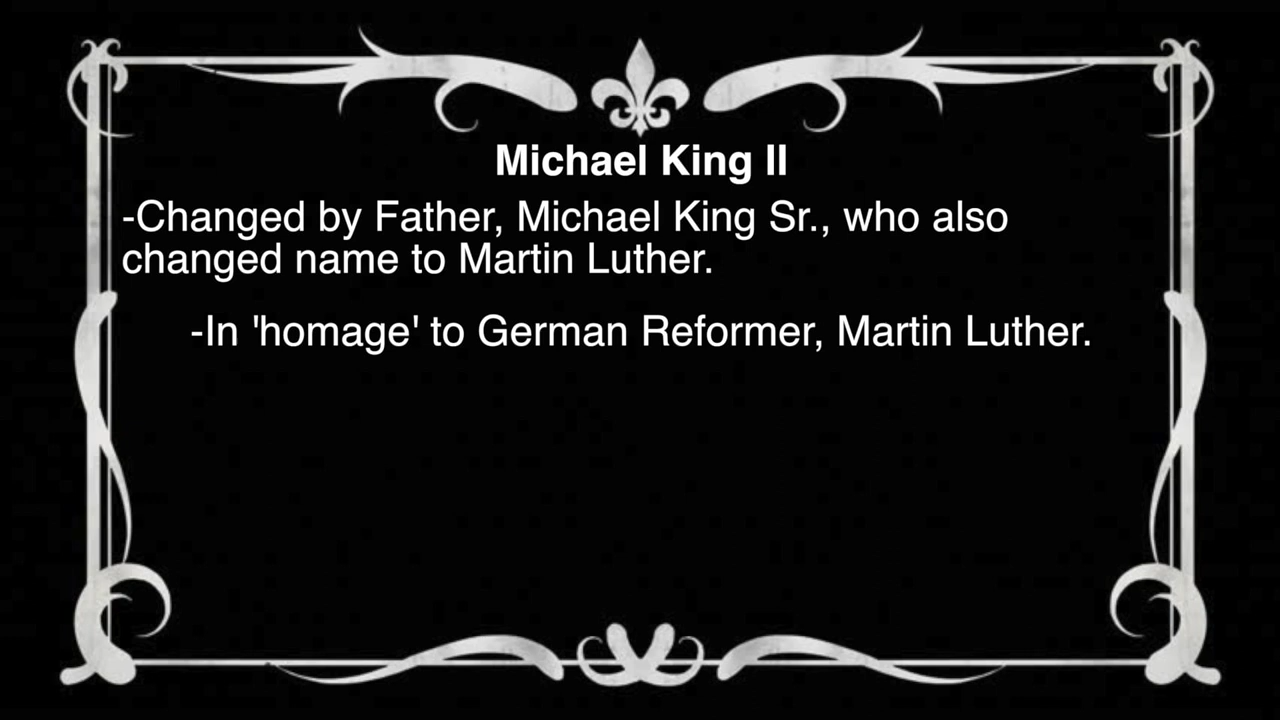 Michael King II
-Changed by Father, Michael King Sr., who also
changed name to Martin Luther.
-In 'homage' to German Reformer, Martin Luther.